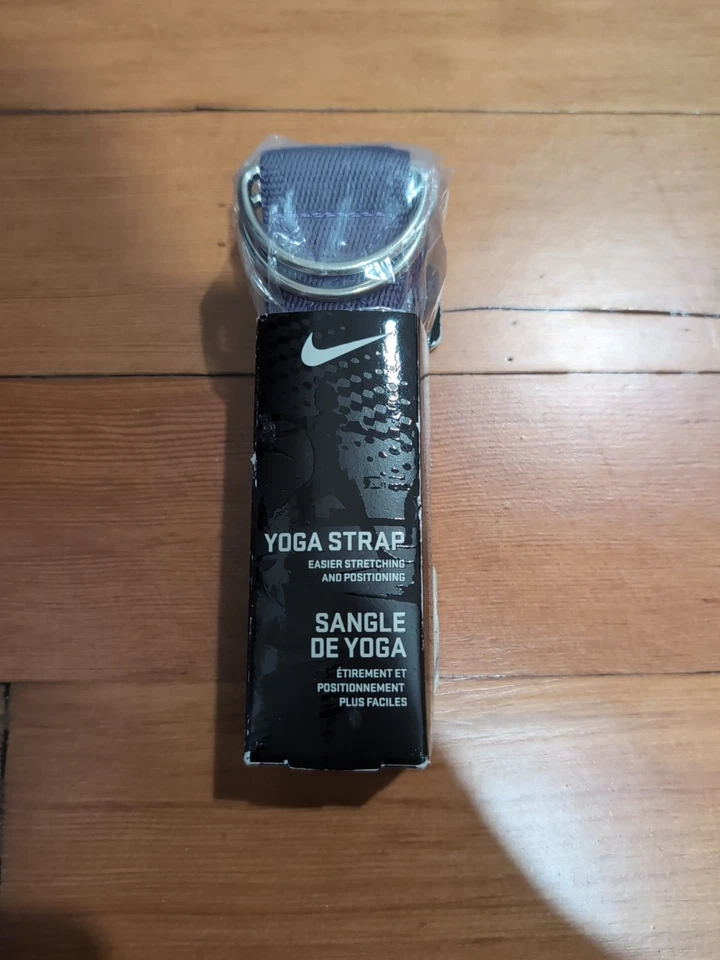 YOGA STRAP
EASIER STRETCHING
AND POSITIONING
SANGLE
DE YOGA
ÉTIREMENT ET
POSITIONNEMENT
PLUS FACILES